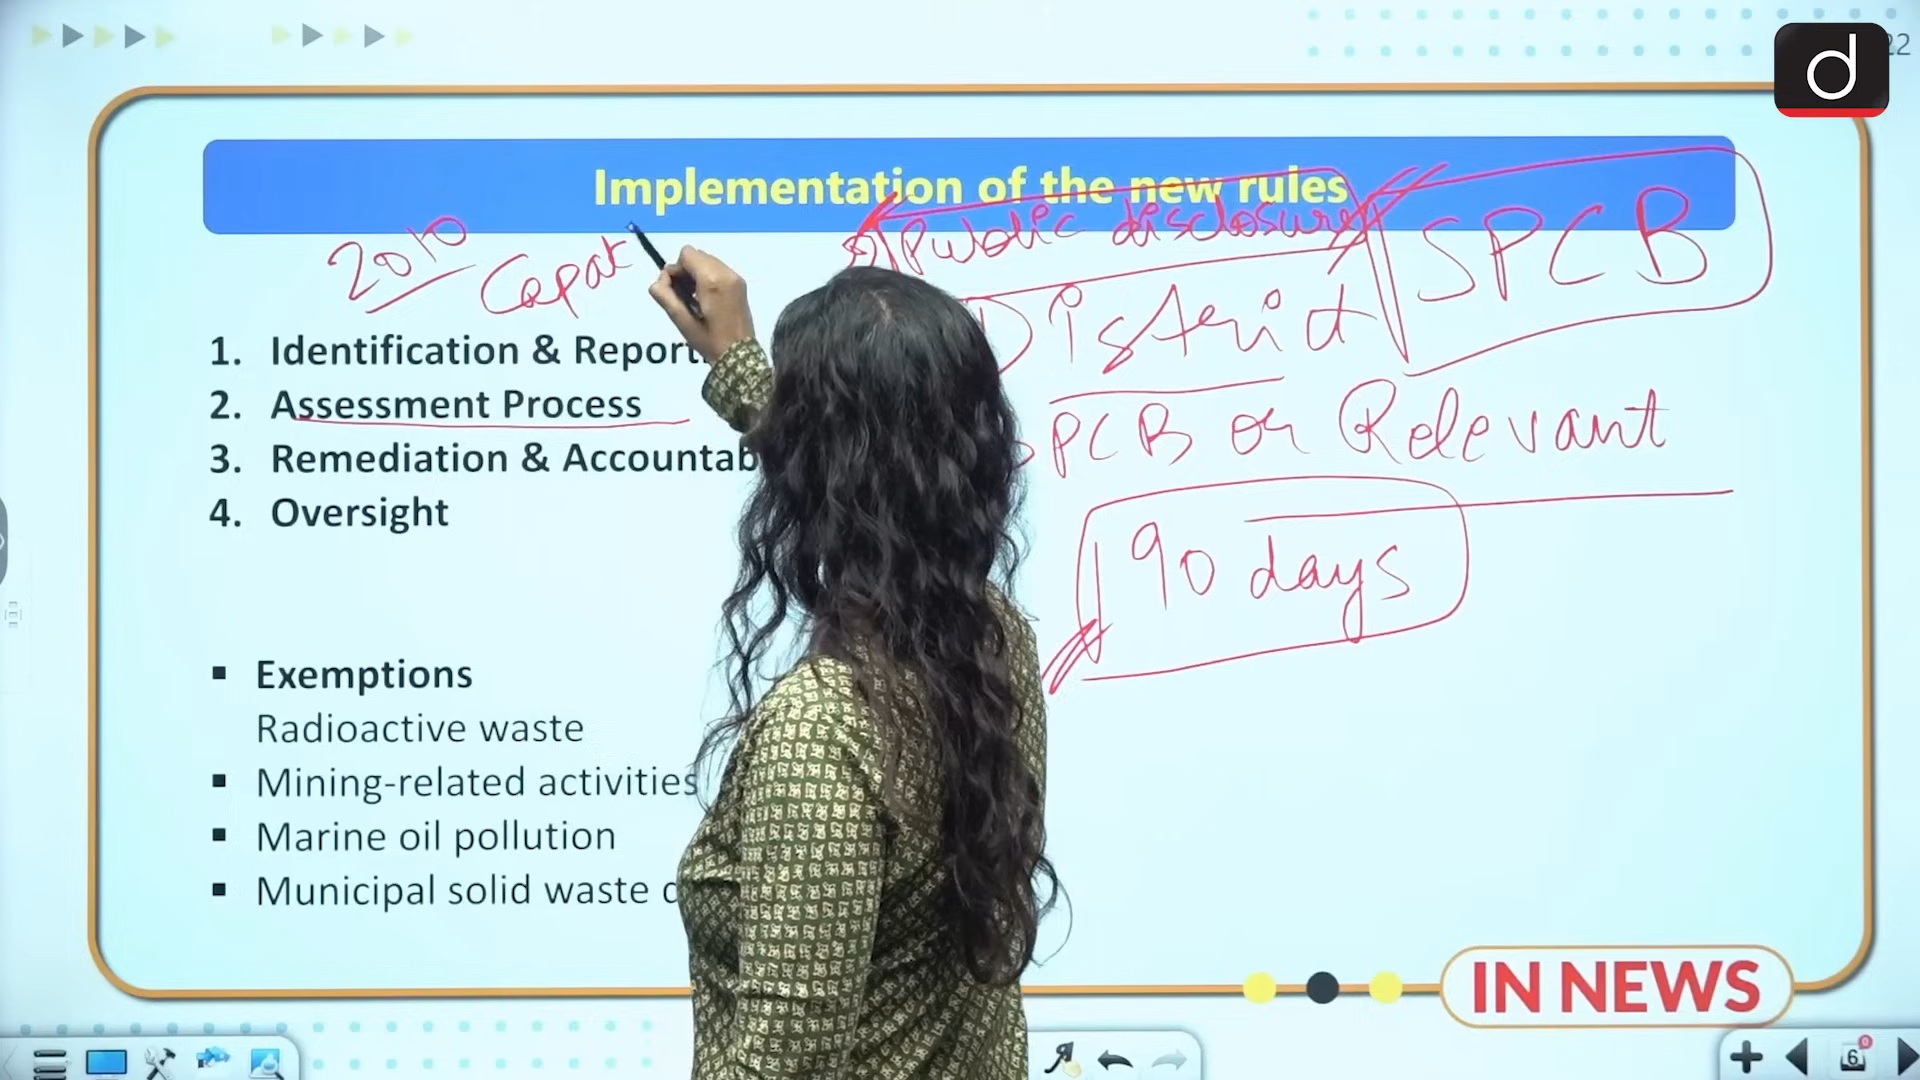 d
22
Implementation of the new rules
2010
Capat
Public disclosure
SPCB
District
PCB or Relevant
90 days
1. Identification & Report
2. Assessment Process
3. Remediation & Accountab
4. Oversight
▪ Exemptions
Radioactive waste
▪ Mining-related activities
▪ Marine oil pollution
▪ Municipal solid waste
IN NEWS
6